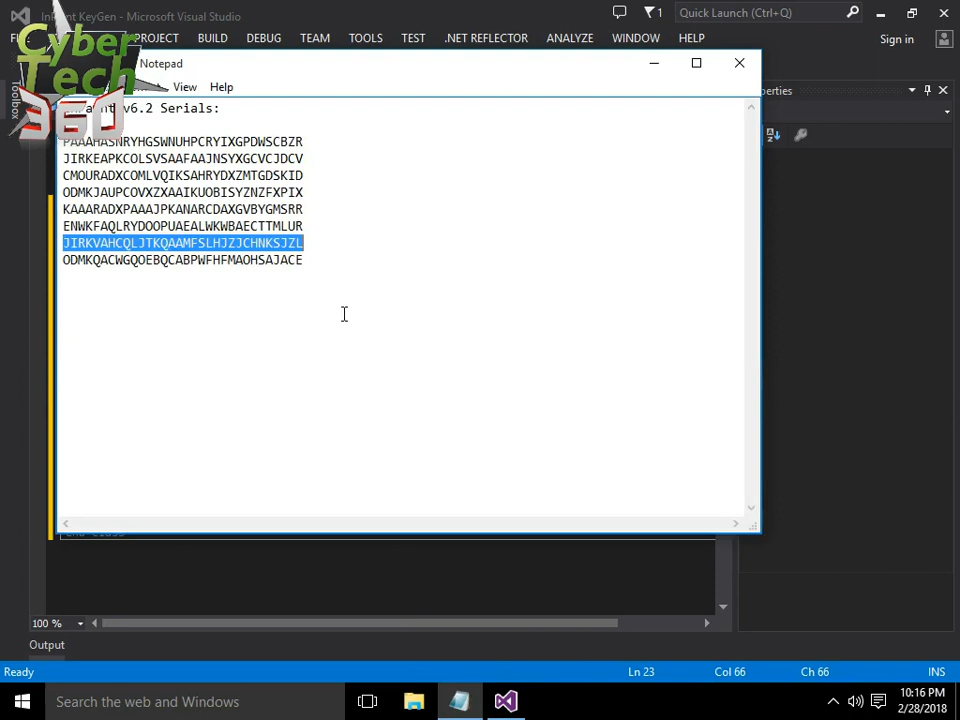 Microsoft Visual Studio
Quick Launch (Ctrl+Q)
PROJECT BUILD DEBUG TEAM TOOLS TEST .NET REFLECTOR ANALYZE WINDOW HELP
Sign in
Cyber
Tech
360
Notepad
View Help
Toolbox
v6.2 Serials:
PAAAHASNRYHGSWNUHPCRYIXGPDWSCBZR
JIRKEAPKCOLSVSAAFAAJNSYXGCVCJDCV
CMOURADXCOMLVQIKSAHRYDXZMTGDSKID
ODMKJAUPCOVXZXAAIKUOBISYZNZFXPIX
KAAARADXPAAAJPKANARCDAXGVBYGMSRR
ENWKFAQLRYDOOPUAEALWKWBAECTTMLUR
JIRKVAHCQLJTKQAAMFSLHJZJCHNKSJZL
ODMKQACWGQOEBQCABPWFHFMAOHSAJACE
100 %
Output
Ready
Ln 23
Col 66
Ch 66
INS
Search the web and Windows
10:16 PM
2/28/2018